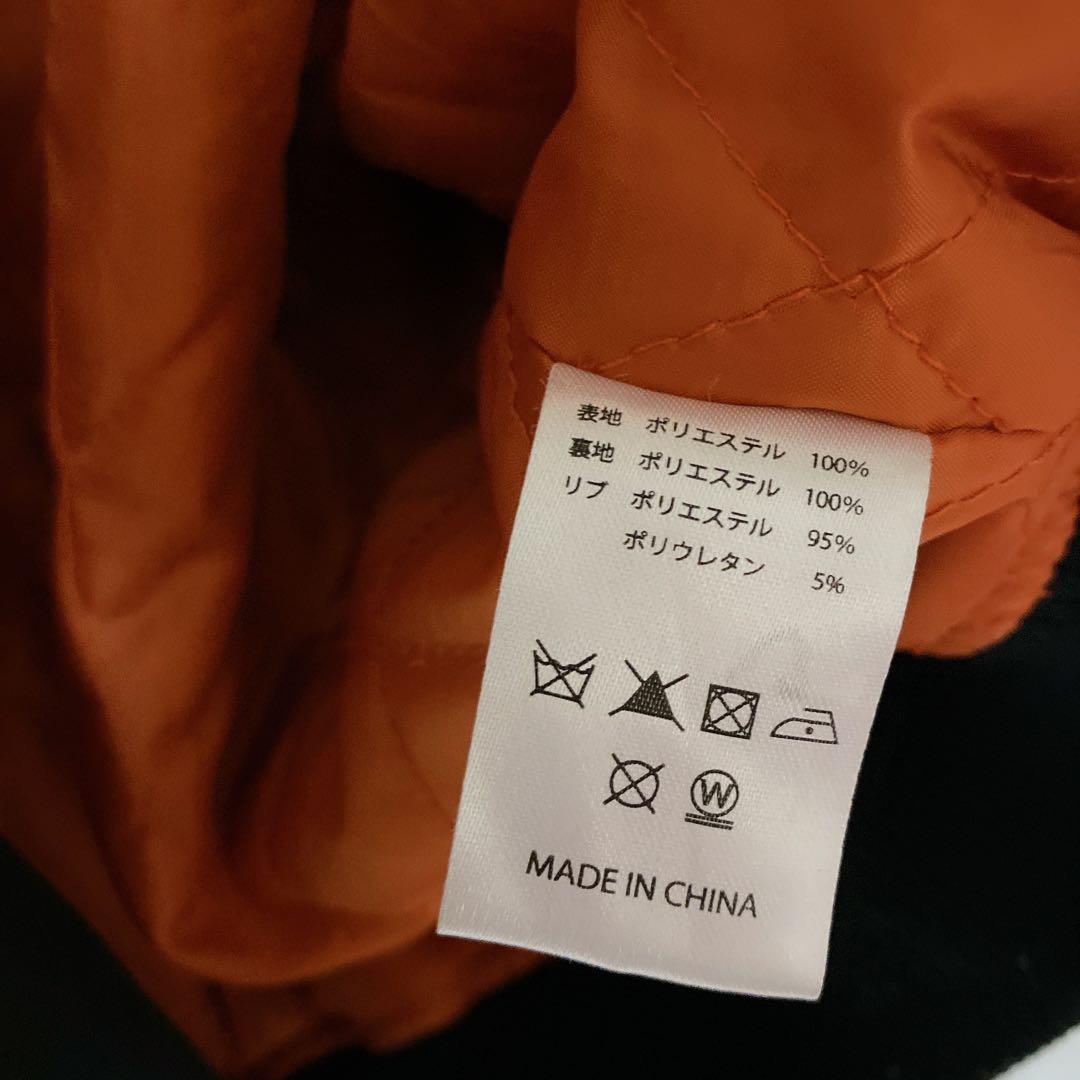 表地 ポリエステル 100%
裏地 ポリエステル 100%
リブ ポリエステル 95%
ポリウレタン 5%
W
MADE IN CHINA